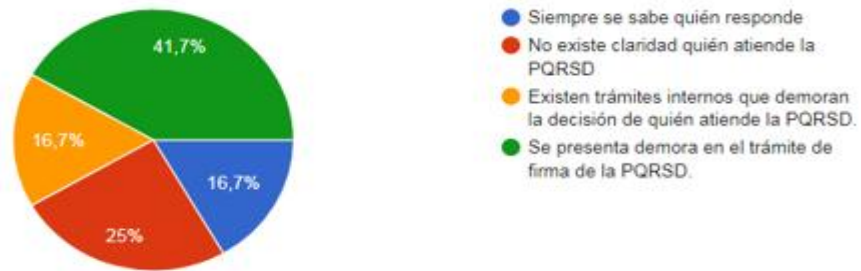 41,7%
16,7%
16,7%
25%
Siempre se sabe quién responde
No existe claridad quién atiende la
PQRSD
Existen trámites internos que demoran
la decisión de quién atiende la PQRSD.
Se presenta demora en el trámite de
firma de la PQRSD.